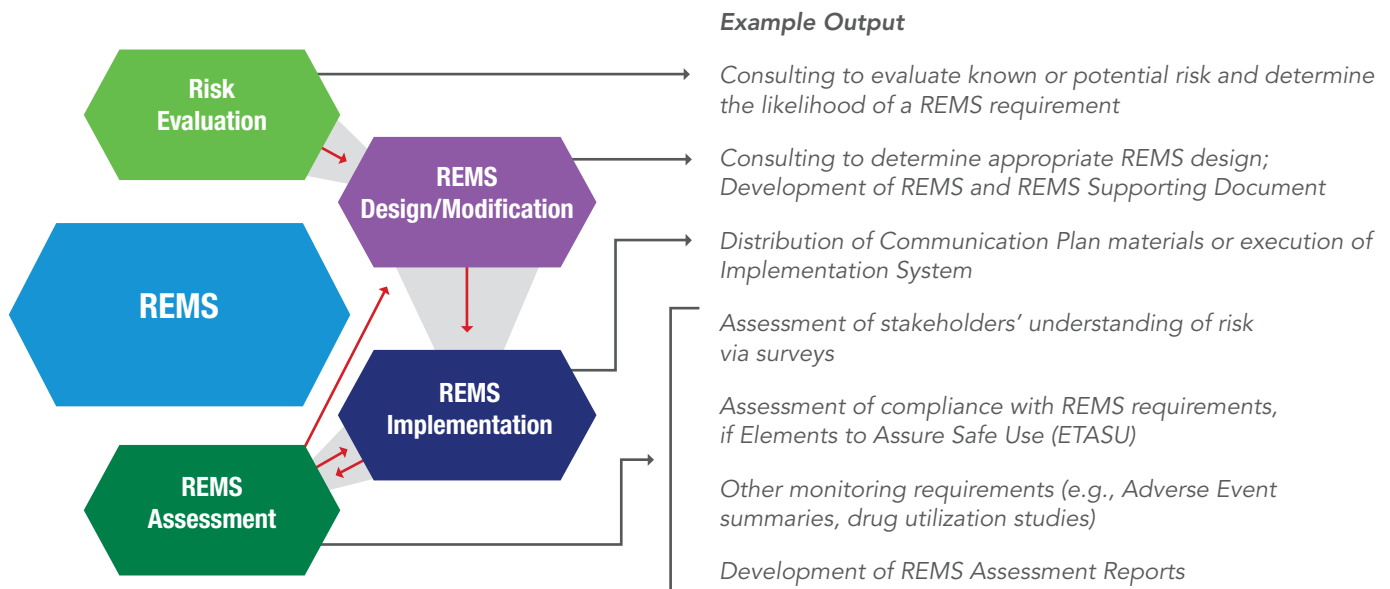 Example Output
Risk
Evaluation
Consulting to evaluate known or potential risk and determine
the likelihood of a REMS requirement
REMS
Design/Modification
Consulting to determine appropriate REMS design;
Development of REMS and REMS Supporting Document
Distribution of Communication Plan materials or execution of
Implementation System
REMS
Assessment of stakeholders’ understanding of risk
via surveys
REMS
Implementation
Assessment of compliance with REMS requirements,
if Elements to Assure Safe Use (ETASU)
REMS
Assessment
Other monitoring requirements (e.g., Adverse Event
summaries, drug utilization studies)
Development of REMS Assessment Reports